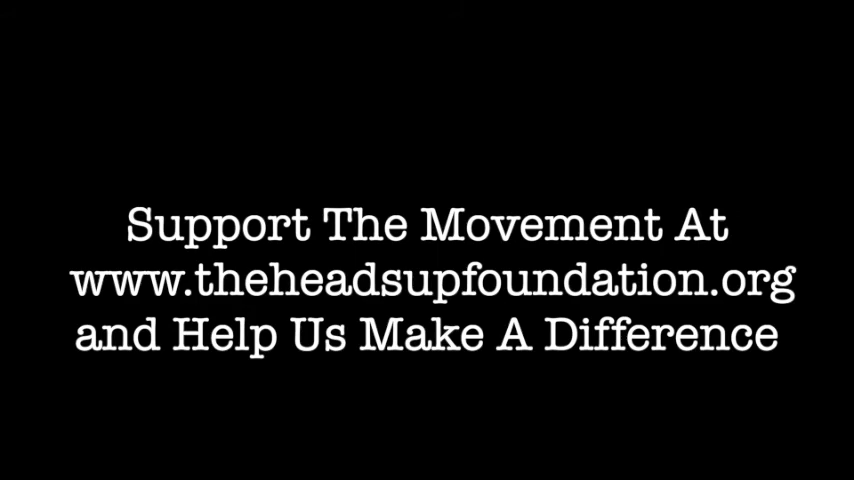 Support The Movement At
www.theheadsupfoundation.org
and Help Us Make A Difference